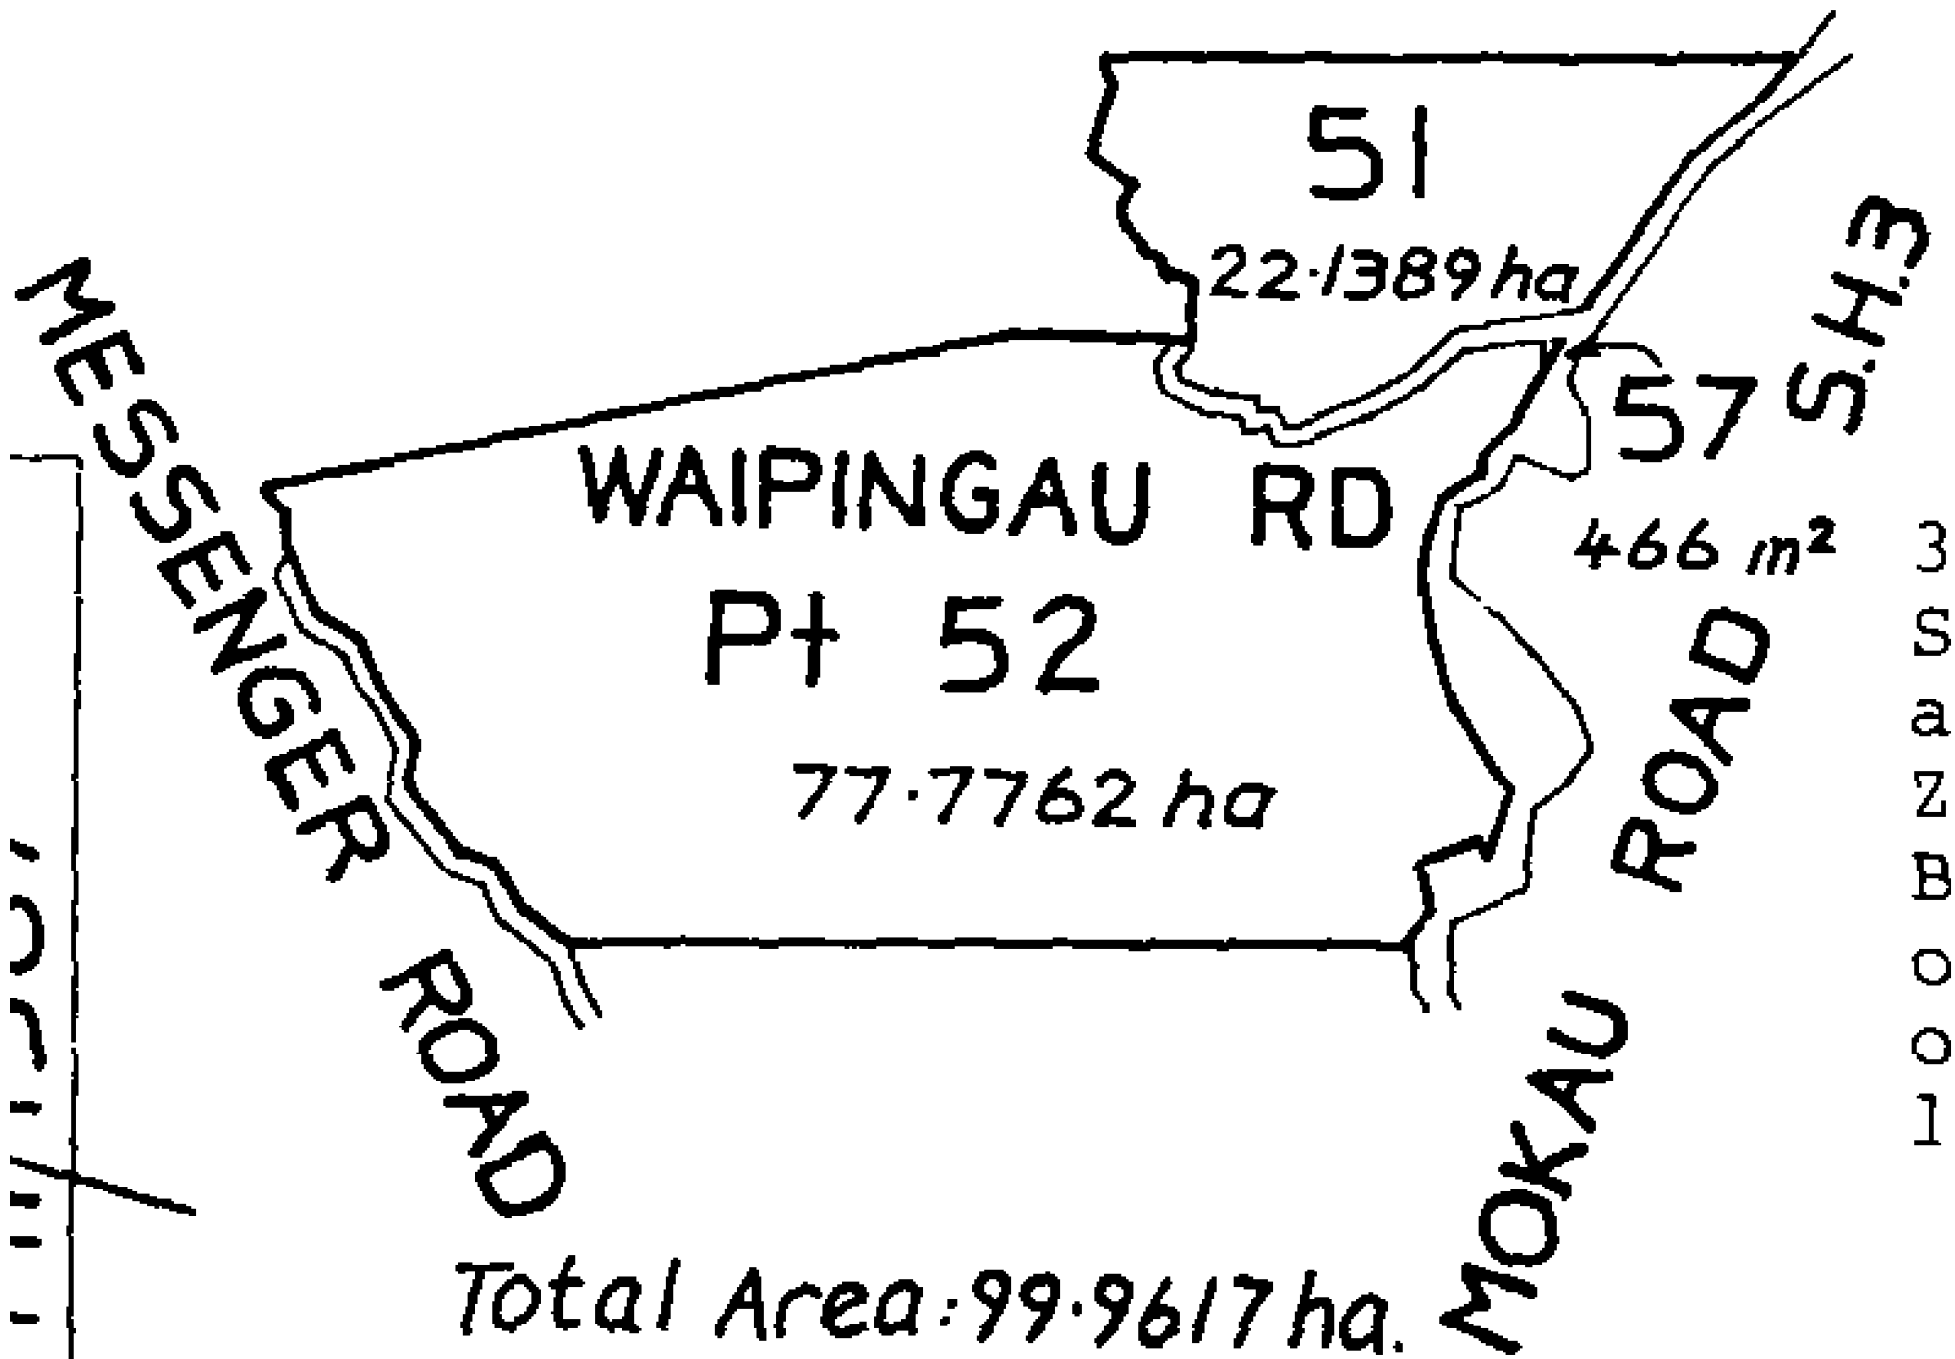 51
22.1389 ha
S.H.3
MESSENGER ROAD
57
466 m²
WAIPINGAU RD
Pt 52
77.7762 ha
MOKAU ROAD
Total Area: 99.9617 ha.
3
S
a
Z
B
o
o
l